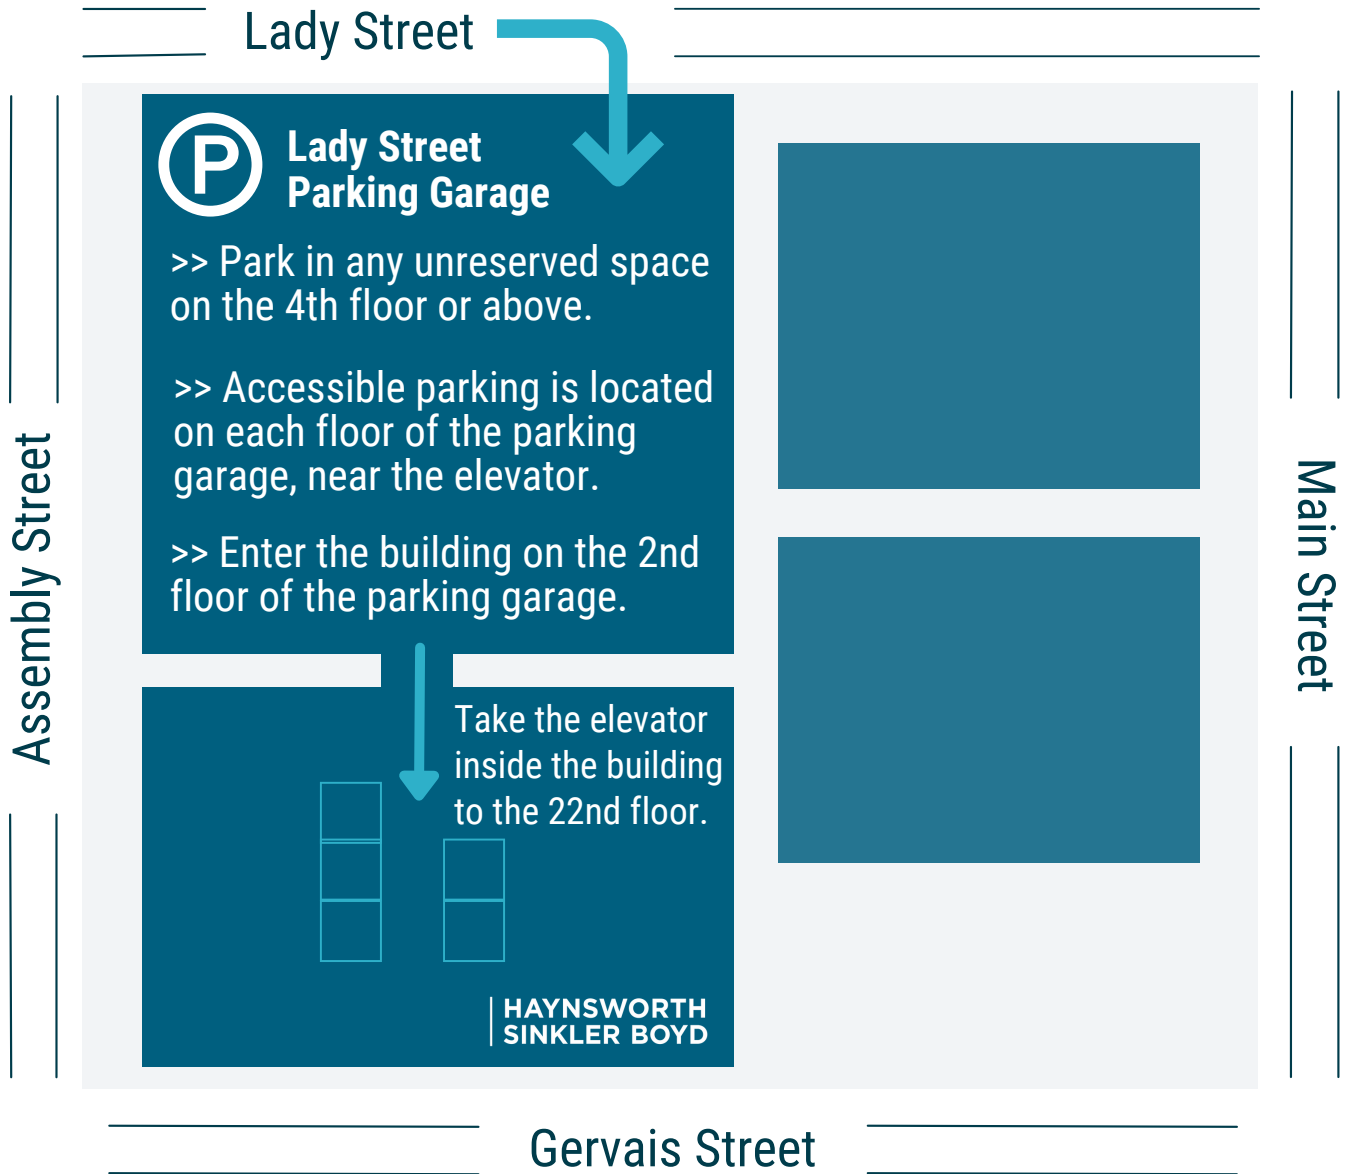 Lady Street
P
Lady Street
Parking Garage
>> Park in any unreserved space
on the 4th floor or above.
>> Accessible parking is located
on each floor of the parking
garage, near the elevator.
>> Enter the building on the 2nd
floor of the parking garage.
Assembly Street
Main Street
Take the elevator
inside the building
to the 22nd floor.
HAYNSWORTH
SINKLER BOYD
Gervais Street